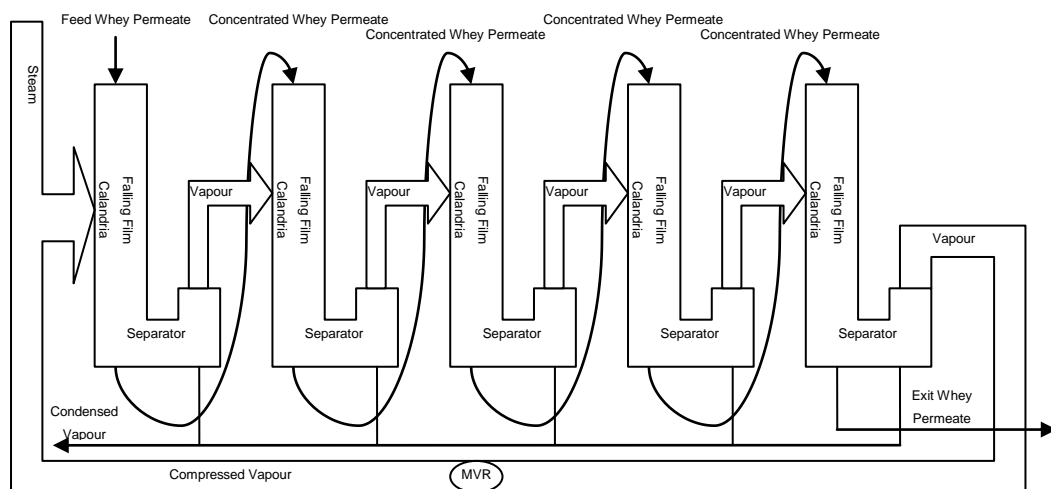 Feed Whey Permeate
Concentrated Whey Permeate
Concentrated Whey Permeate
Concentrated Whey Permeate
Concentrated Whey Permeate
Steam
Falling Film
Calandria
Vapour
Falling Film
Calandria
Vapour
Falling Film
Calandria
Vapour
Falling Film
Calandria
Vapour
Falling Film
Calandria
Vapour
Separator
Separator
Separator
Separator
Separator
Condensed
Vapour
Exit Whey
Permeate
Compressed Vapour
MVR